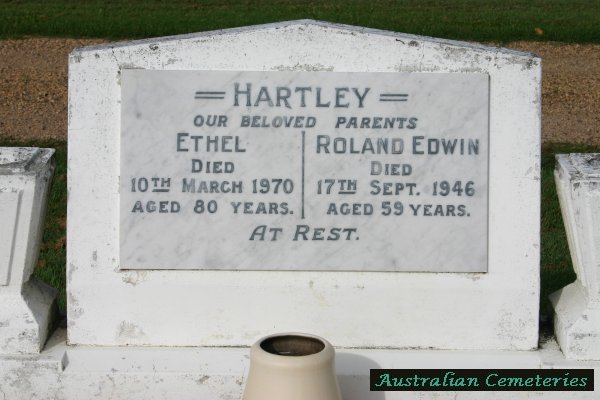 = HARTLEY =
OUR BELOVED PARENTS
ETHEL
DIED
10TH MARCH 1970
AGED 80 YEARS.
ROLAND EDWIN
DIED
17TH SEPT. 1946
AGED 59 YEARS.
AT REST.
Australian Cemeteries